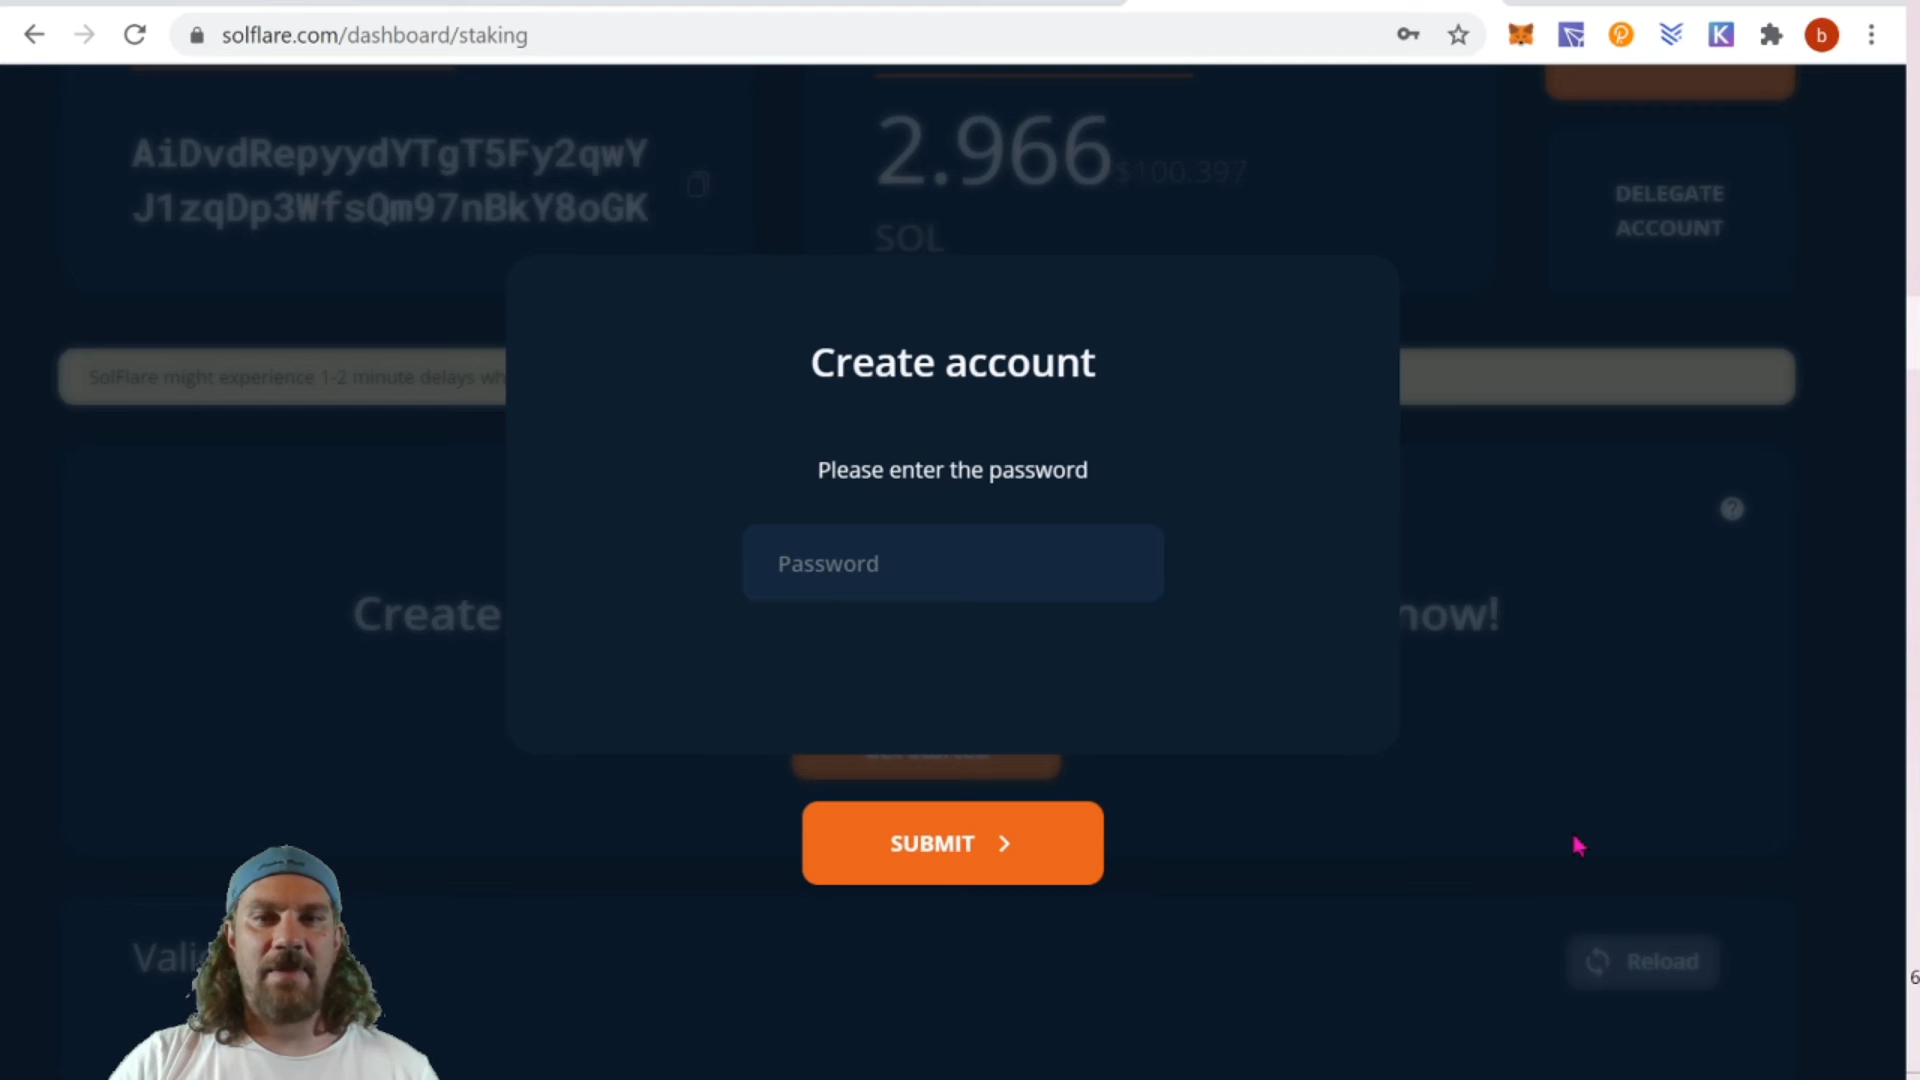 solflare.com/dashboard/staking
K
b
AiDvdRepyydYTgT5Fy2qwY
J1zqDp3WfsQm97nBkY8oGK
2.966 $100.397
SOL
DELEGATE
ACCOUNT
SolFlare might experience 1-2 minute delays
Create account
Please enter the password
Password
?
Create
now!
SUBMIT
Reload
6